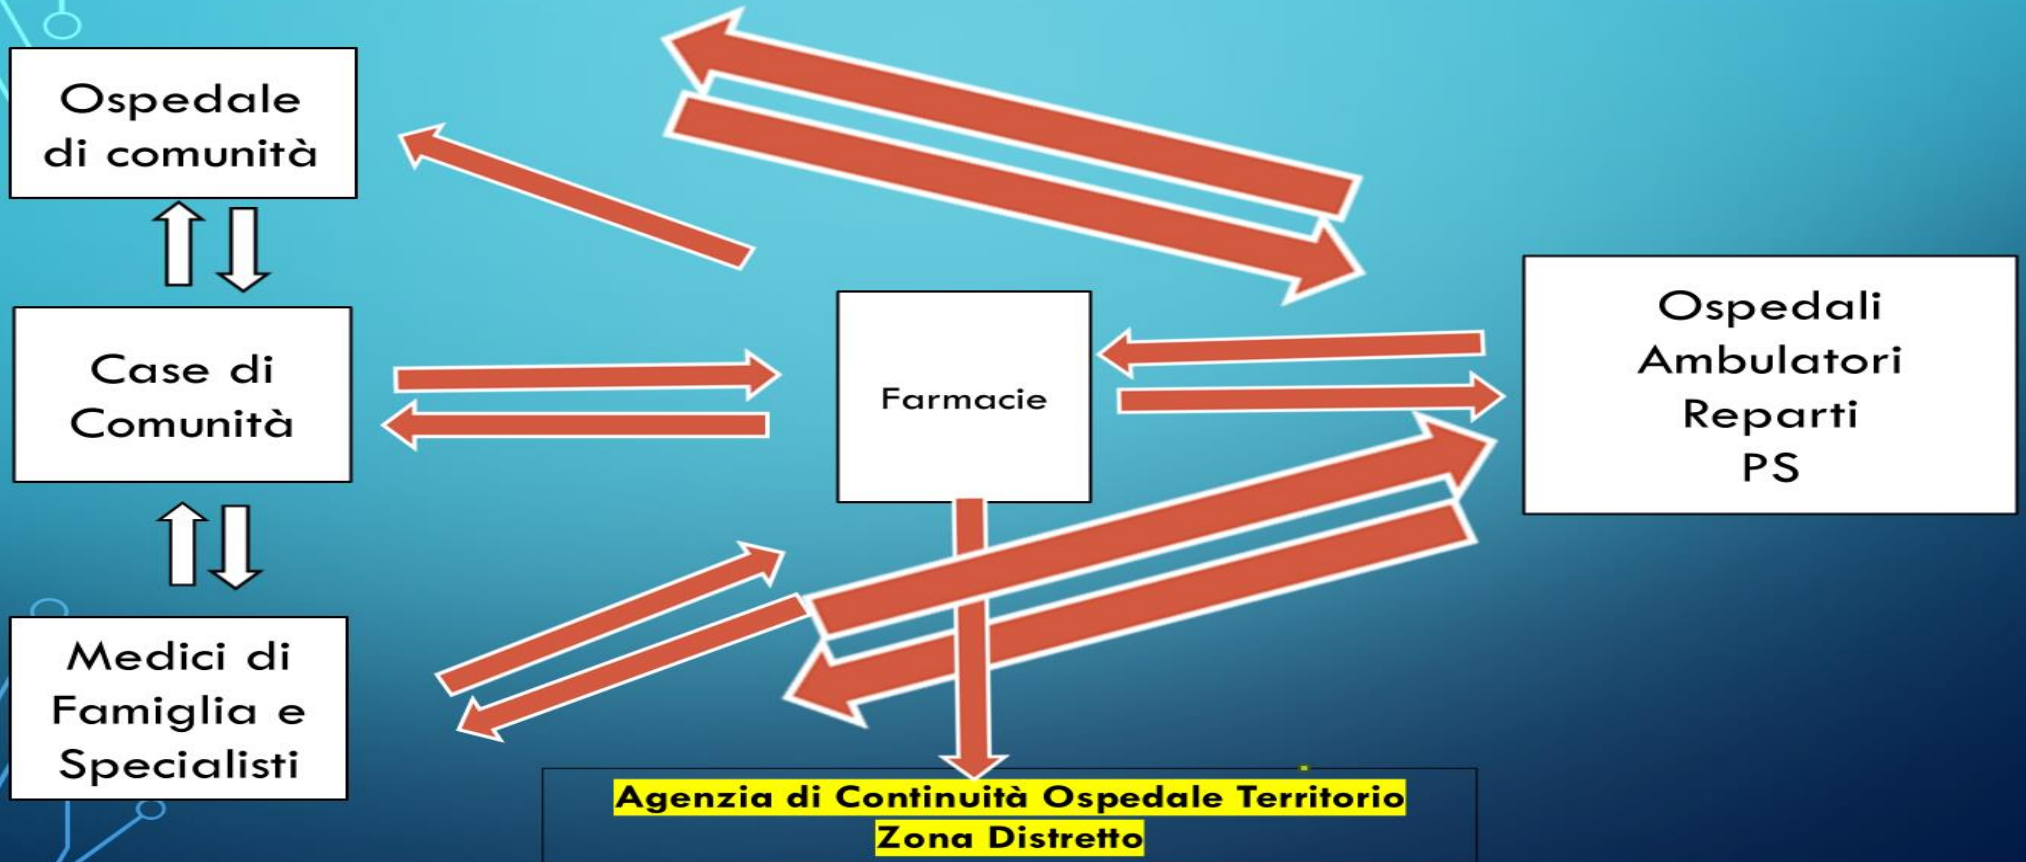 Ospedale
di comunità
Case di
Comunità
Medici di
Famiglia e
Specialisti
Farmacie
Ospedali
Ambulatori
Reparti
PS
Agenzia di Continuità Ospedale Territorio
Zona Distretto